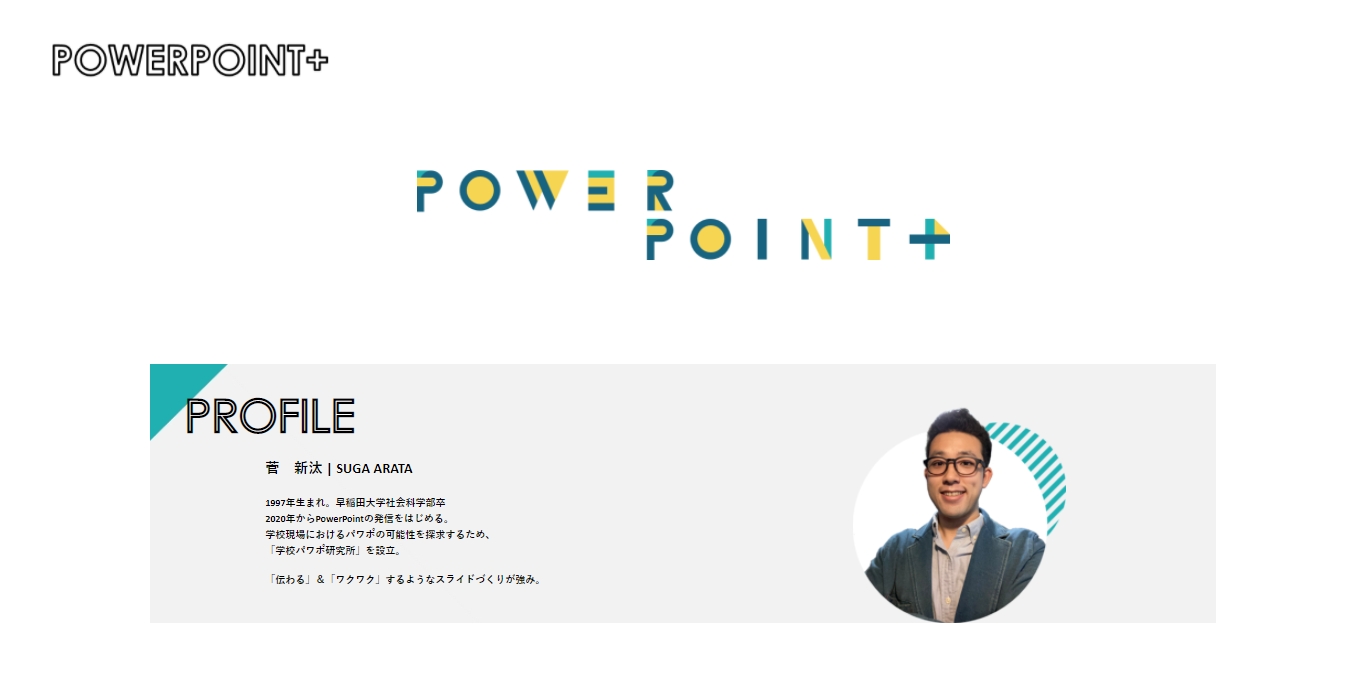 POWERPOINT+
POWER
POINT+
PROFILE
菅　新汰 | SUGA ARATA
1997年生まれ。早稲田大学社会科学部卒
2020年からPowerPointの発信をはじめる。
学校現場におけるパワポの可能性を探求するため、
「学校パワポ研究所」を設立。
「伝わる」＆「ワクワク」するようなスライドづくりが強み。